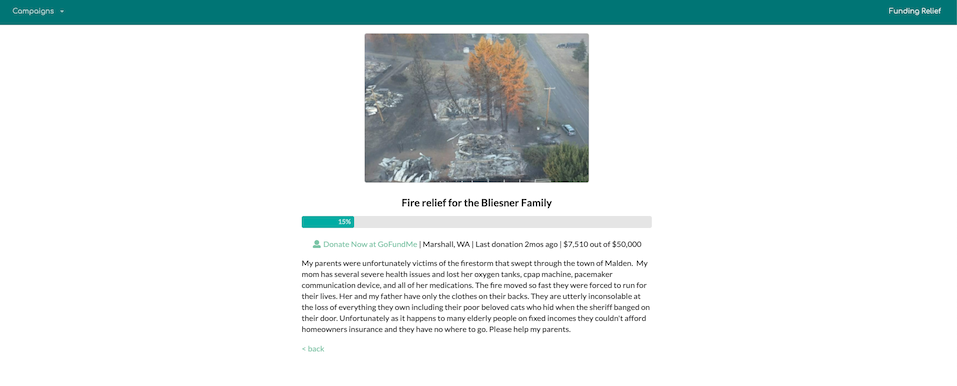 Campaigns
Funding Relief
Fire relief for the Bliesner Family
15%
Donate Now at GoFundMe | Marshall, WA | Last donation 2mos ago | $7,510 out of $50,000
My parents were unfortunately victims of the firestorm that swept through the town of Malden.  My
mom has several severe health issues and lost her oxygen tanks, cpap machine, pacemaker
communication device, and all of her medications. The fire moved so fast they were forced to run for
their lives. Her and my father have only the clothes on their backs. They are utterly inconsolable at
the loss of everything they own including their poor beloved cats who hid when the sheriff banged on
their door. Unfortunately as it happens to many elderly people on fixed incomes they couldn't afford
homeowners insurance and they have no where to go. Please help my parents.
< back